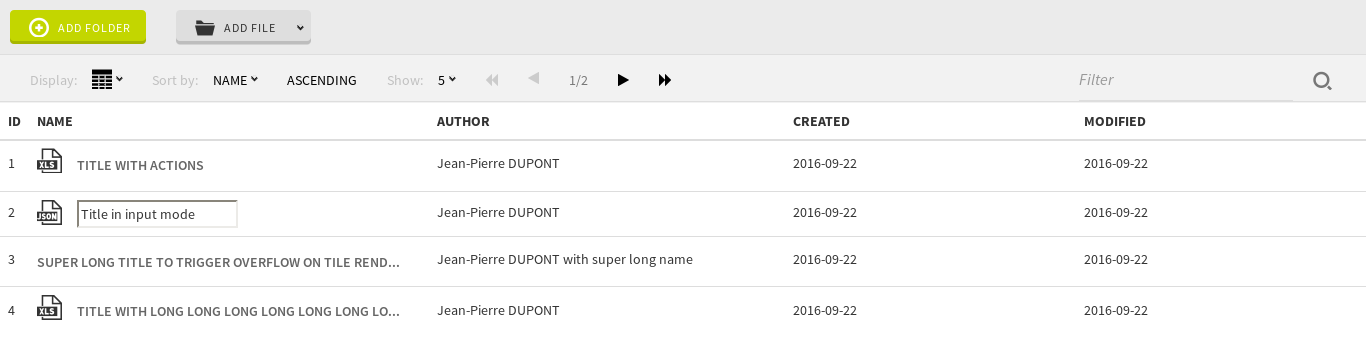 ADD FOLDER ADD FILE
Display: Sort by: NAME ASCENDING Show: 5 1/2 Filter
ID NAME AUTHOR CREATED MODIFIED
1 XLS TITLE WITH ACTIONS Jean-Pierre DUPONT 2016-09-22 2016-09-22
2 JSON Title in input mode Jean-Pierre DUPONT 2016-09-22 2016-09-22
3 SUPER LONG TITLE TO TRIGGER OVERFLOW ON TILE REND... Jean-Pierre DUPONT with super long name 2016-09-22 2016-09-22
4 XLS TITLE WITH LONG LONG LONG LONG LONG LONG LO... Jean-Pierre DUPONT 2016-09-22 2016-09-22